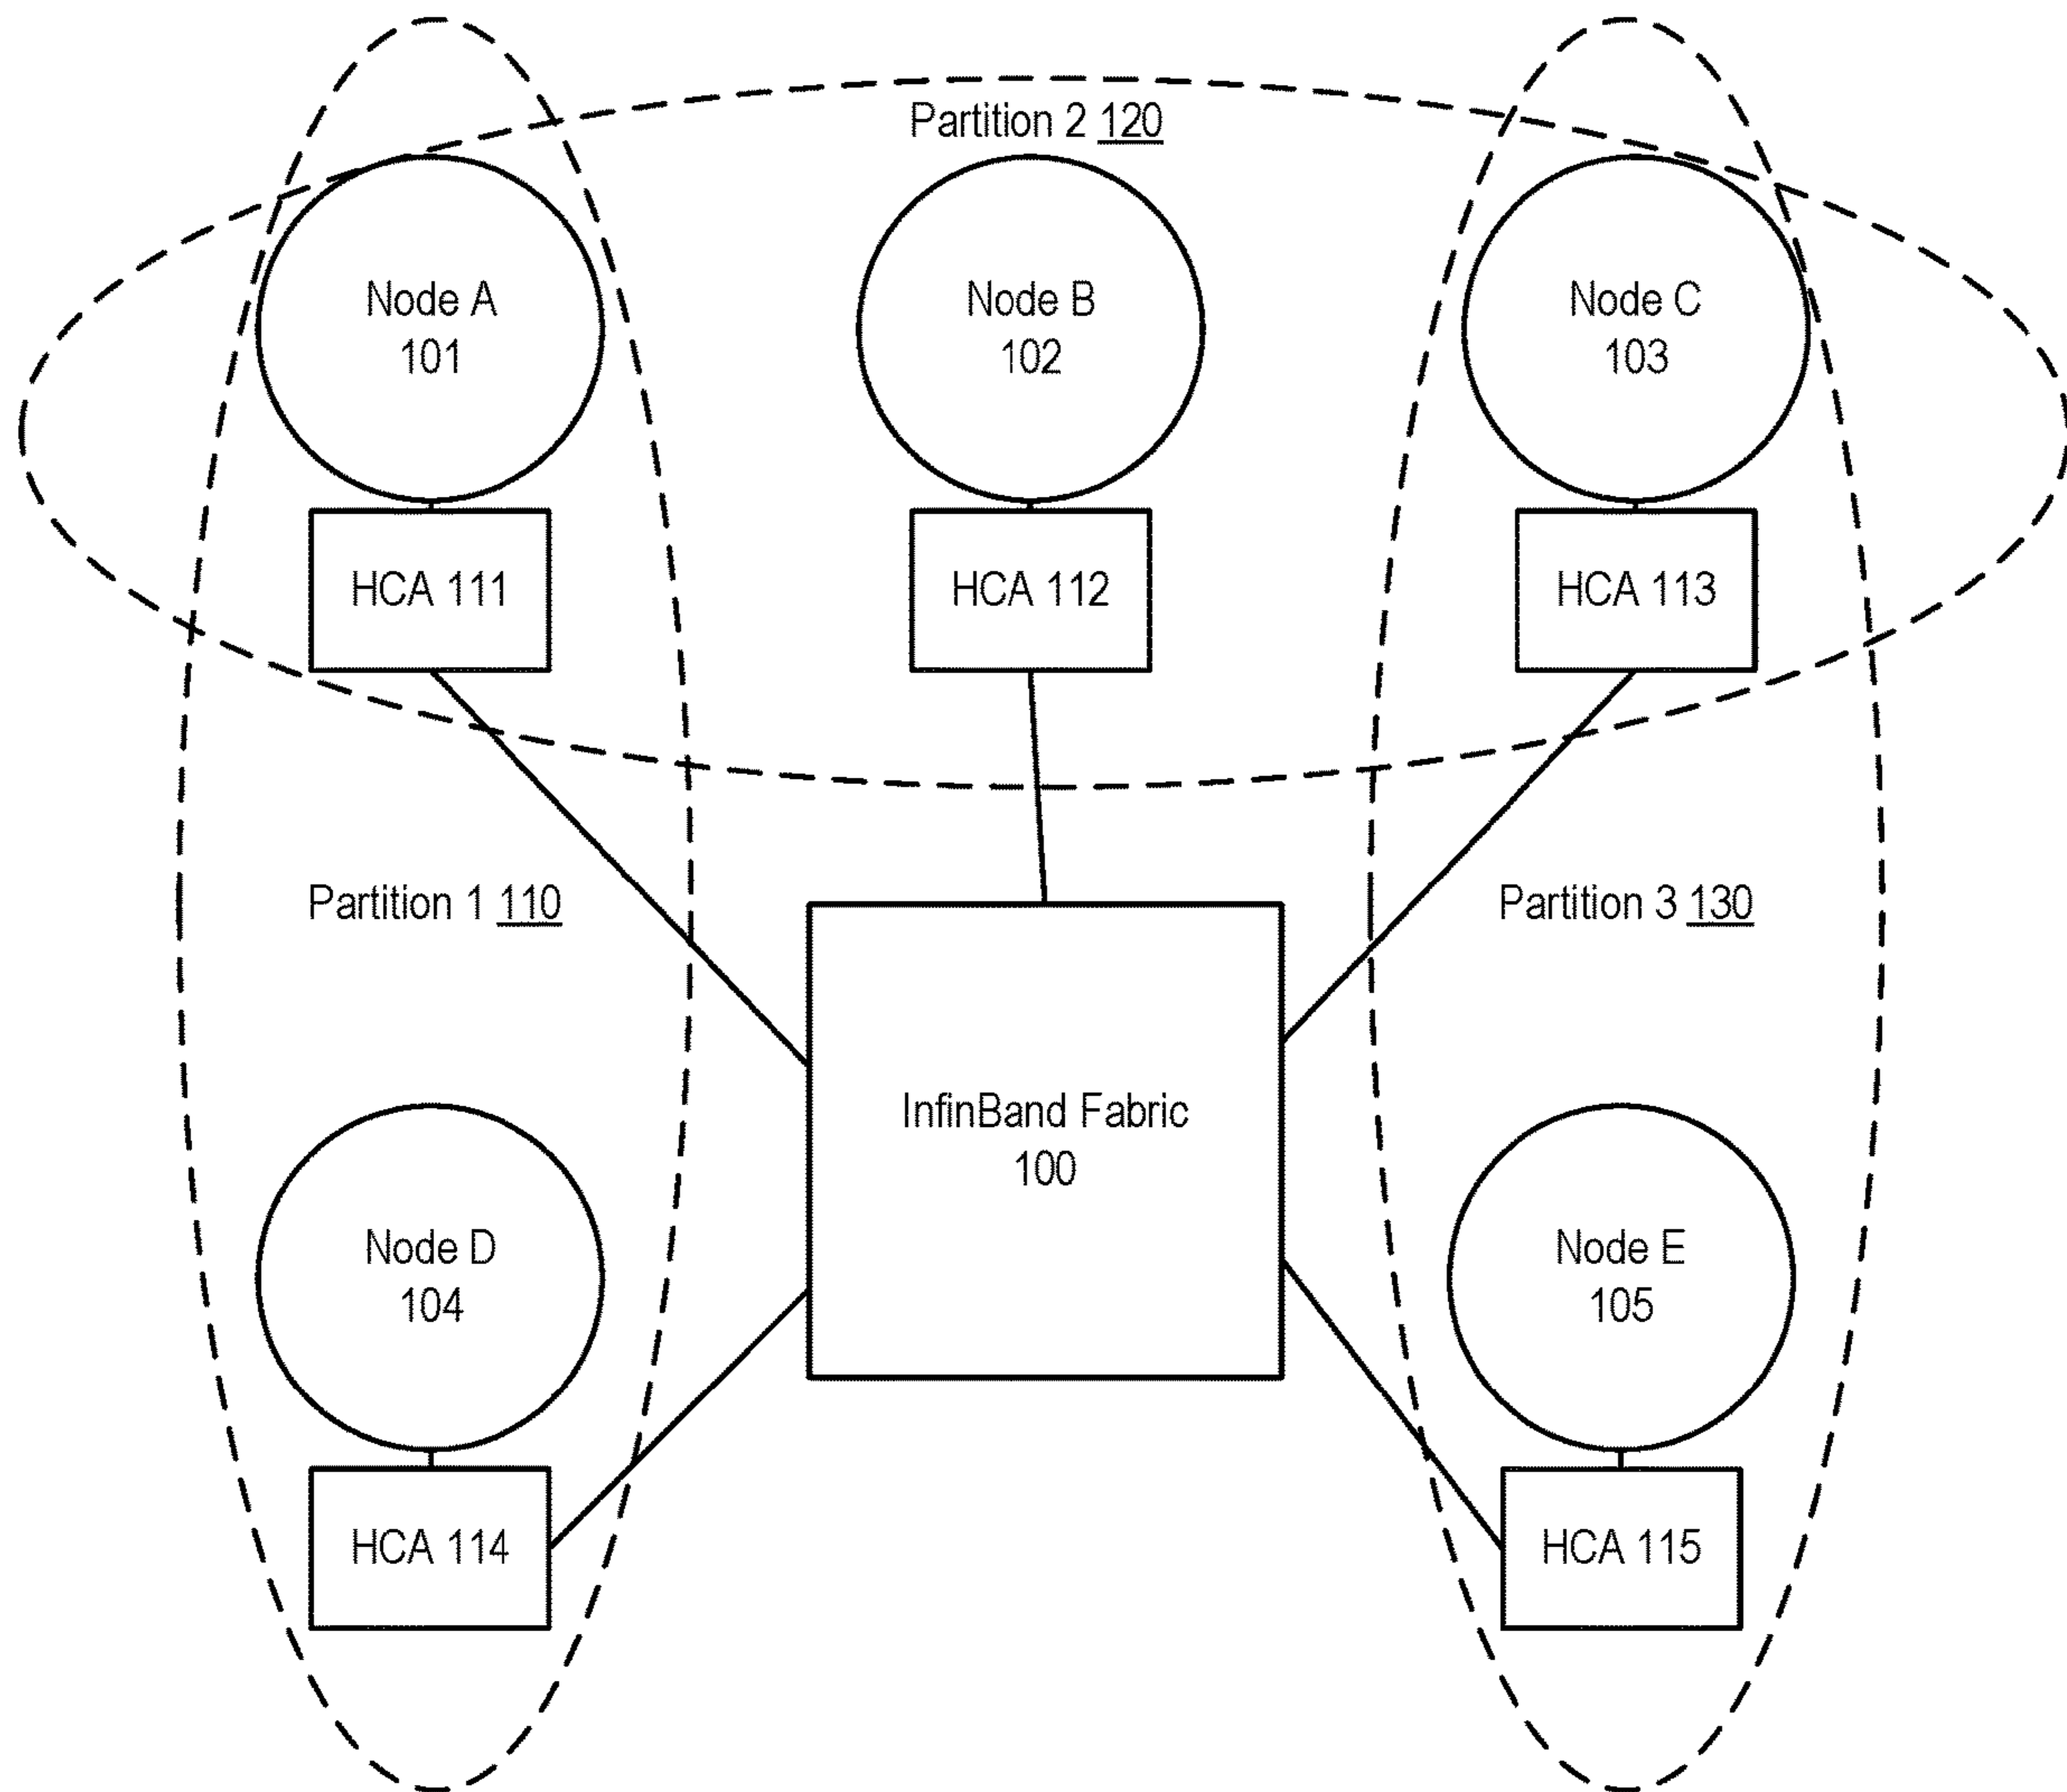 Partition 2 120
Node A
101
Node B
102
Node C
103
HCA 111
HCA 112
HCA 113
Partition 1 110
Partition 3 130
InfinBand Fabric
100
Node D
104
Node E
105
HCA 114
HCA 115